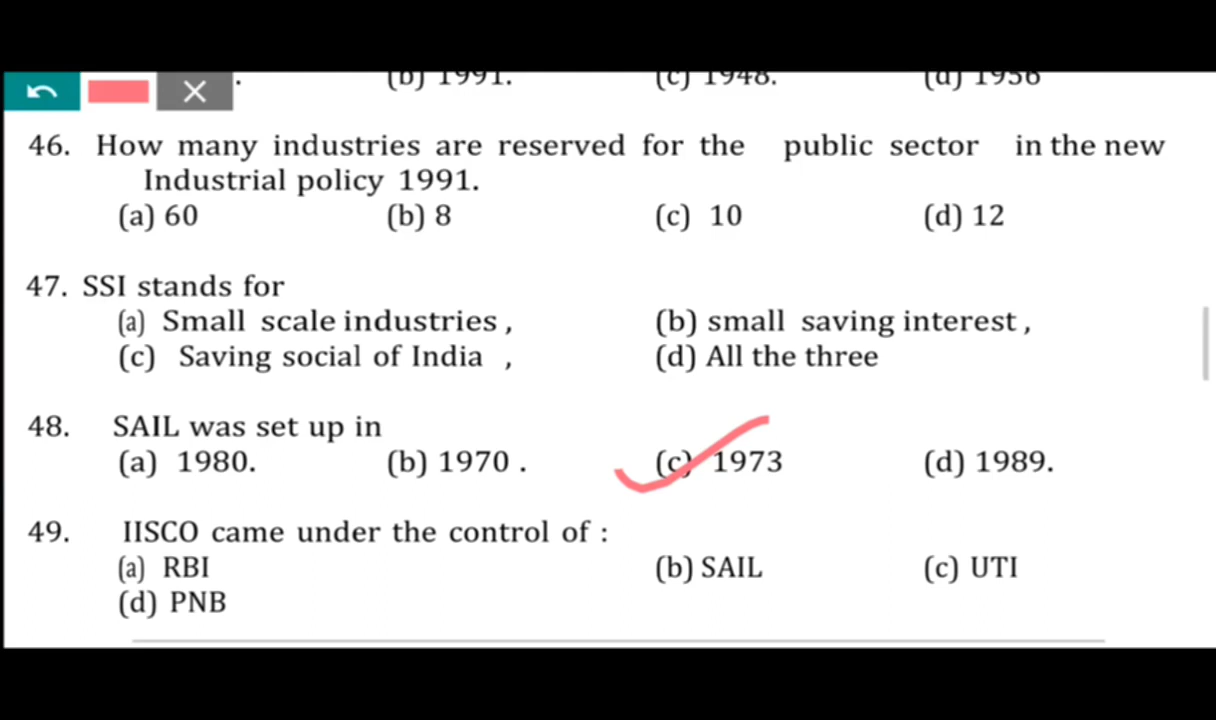 (b) 1991. (c) 1948. (d) 1956
46. How many industries are reserved for the public sector in the new
Industrial policy 1991.
(a) 60 (b) 8 (c) 10 (d) 12
47. SSI stands for
(a) Small scale industries , (b) small saving interest ,
(c) Saving social of India , (d) All the three
48. SAIL was set up in
(a) 1980. (b) 1970 . (c) 1973 (d) 1989.
49. IISCO came under the control of :
(a) RBI (b) SAIL (c) UTI
(d) PNB